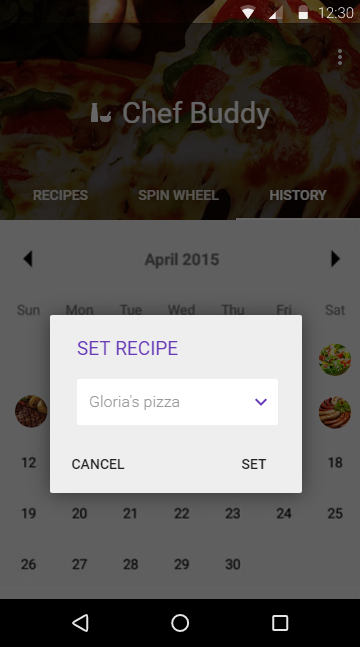 12:30
Chef Buddy
RECIPES SPIN WHEEL HISTORY
April 2015
Sun Mon Tue Wed Thu Fri Sat
SET RECIPE
Gloria's pizza
CANCEL SET
12 18
19 20 21 22 23 24 25
26 27 28 29 30